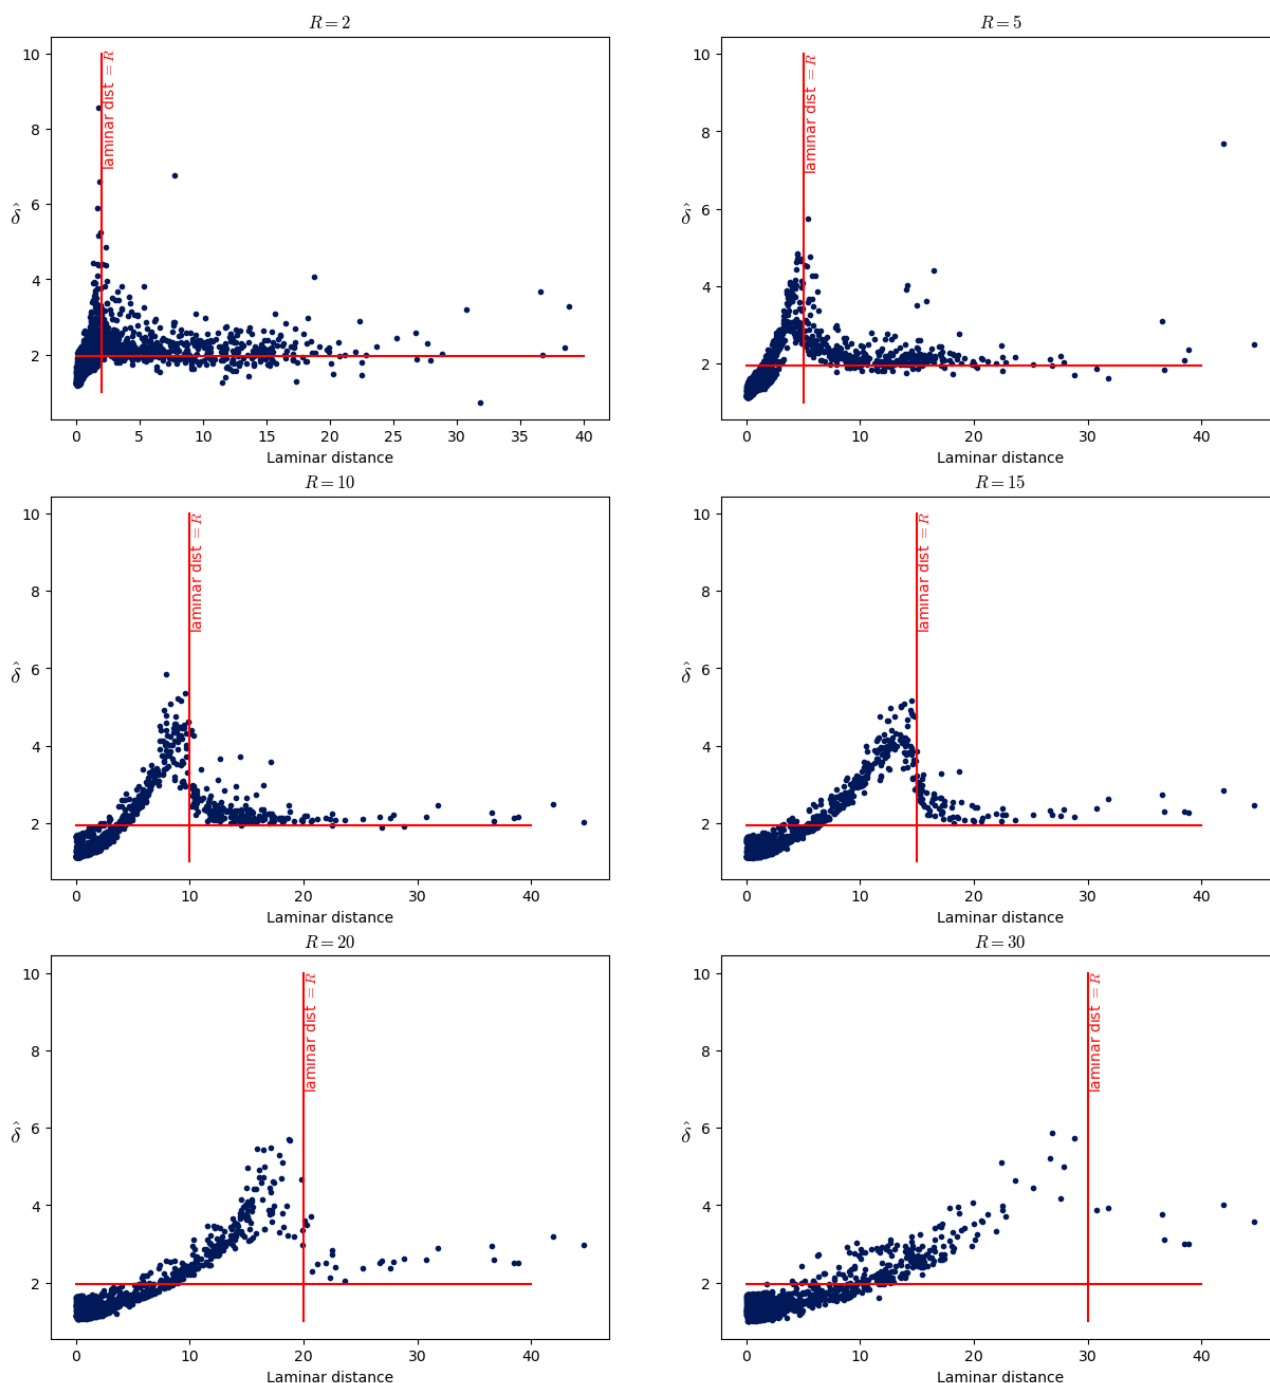 R = 2
10
8
6
4
2
δ̂
laminar dist = R
0 5 10 15 20 25 30 35 40
Laminar distance
R = 5
10
8
6
4
2
δ̂
laminar dist = R
0 10 20 30 40
Laminar distance
R = 10
10
8
6
4
2
δ̂
laminar dist = R
0 10 20 30 40
Laminar distance
R = 15
10
8
6
4
2
δ̂
laminar dist = R
0 10 20 30 40
Laminar distance
R = 20
10
8
6
4
2
δ̂
laminar dist = R
0 10 20 30 40
Laminar distance
R = 30
10
8
6
4
2
δ̂
laminar dist = R
0 10 20 30 40
Laminar distance